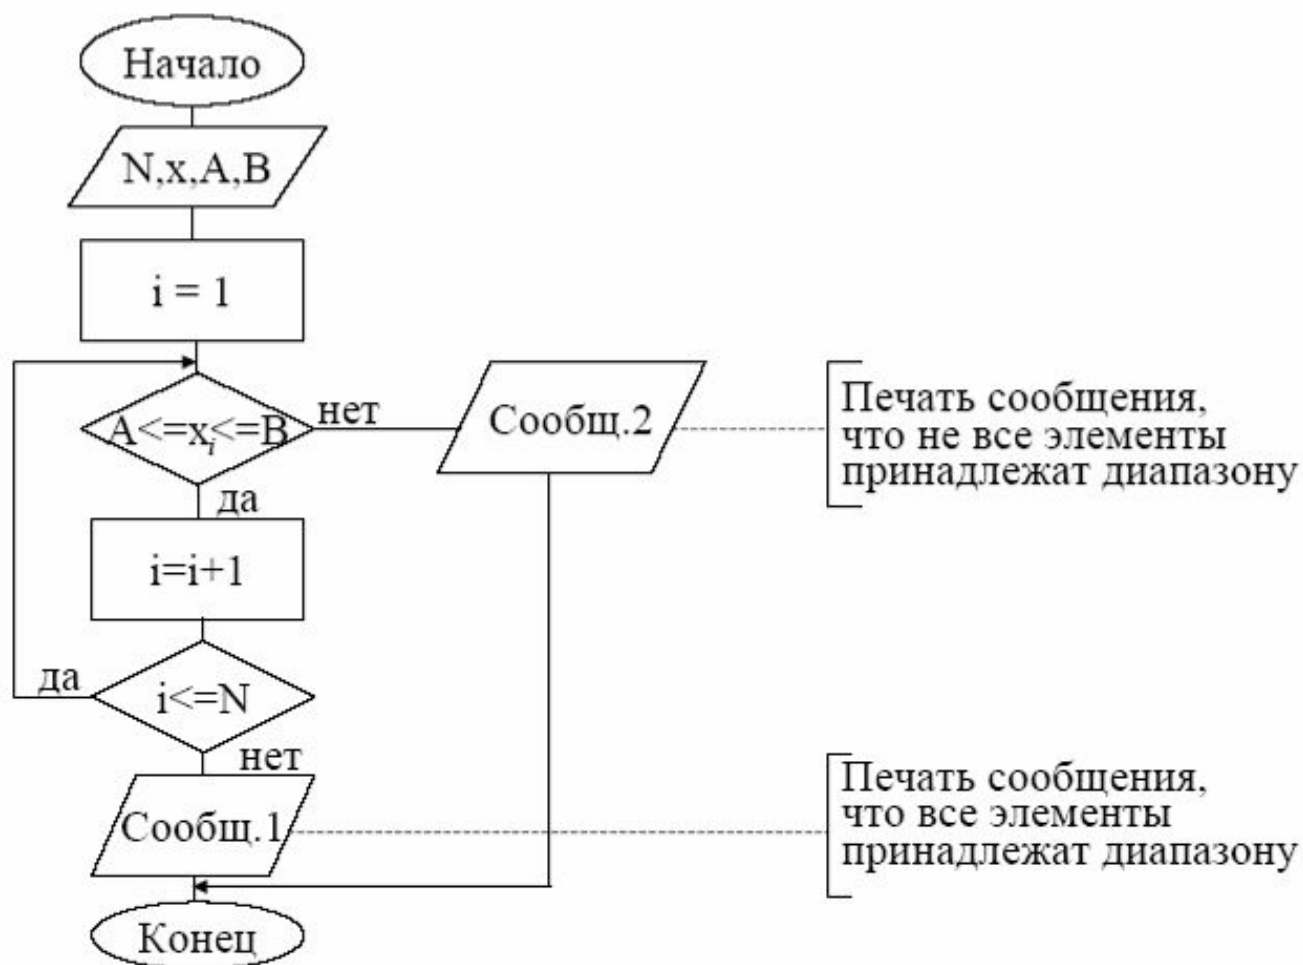 Начало
N,x,A,B
i = 1
A<=xi<=B
нет
Сообщ.2
Печать сообщения,
что не все элементы
принадлежат диапазону
да
i=i+1
да
i<=N
нет
Сообщ.1
Печать сообщения,
что все элементы
принадлежат диапазону
Конец